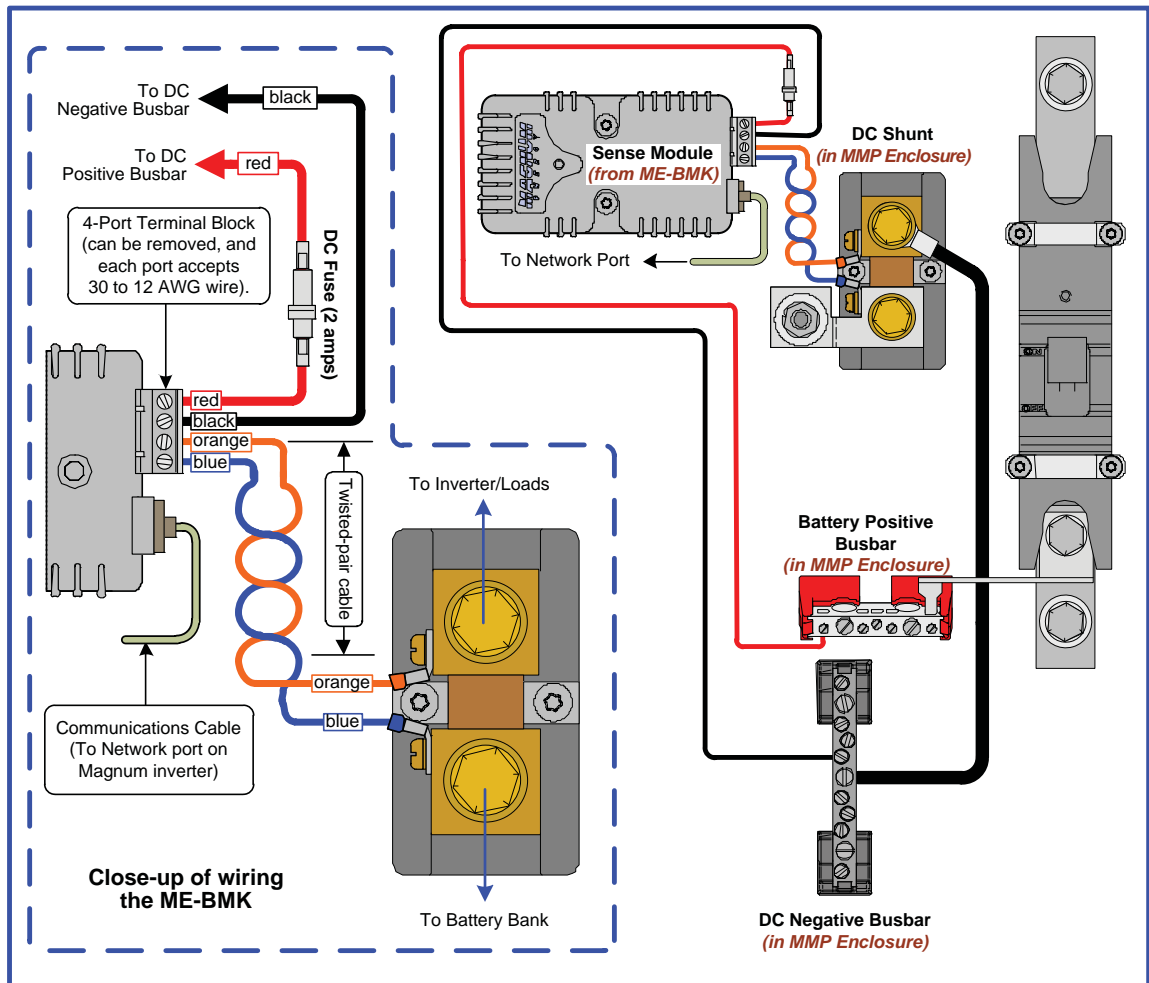 To DC
Negative Busbar
black
To DC
Positive Busbar
red
4-Port Terminal Block
(can be removed, and
each port accepts
30 to 12 AWG wire).
DC Fuse (2 amps)
red
black
orange
blue
Twisted-pair cable
orange
blue
To Inverter/Loads
To Battery Bank
Communications Cable
(To Network port on
Magnum inverter)
Close-up of wiring
the ME-BMK
MAGNUM
Sense Module
(from ME-BMK)
To Network Port
DC Shunt
(in MMP Enclosure)
Battery Positive
Busbar
(in MMP Enclosure)
DC Negative Busbar
(in MMP Enclosure)